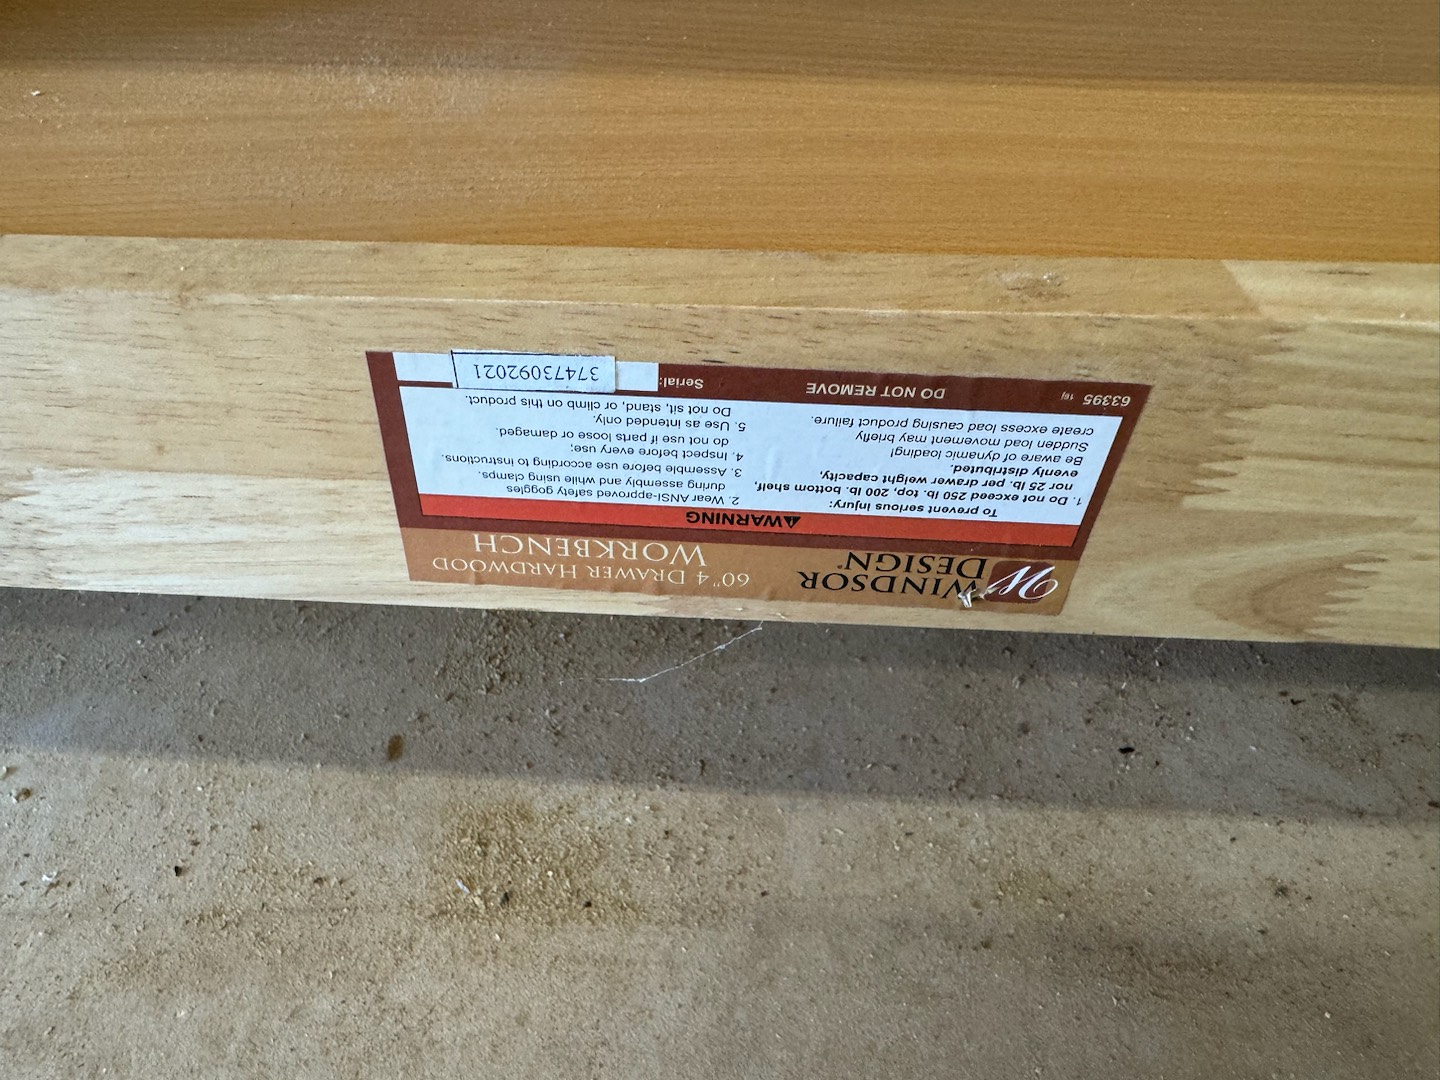 WINDSOR
DESIGN®
60" 4 DRAWER HARDWOOD
WORKBENCH
⚠WARNING
To prevent serious injury:
1. Do not exceed 250 lb. top, 200 lb. bottom shelf,
nor 25 lb. per drawer weight capacity,
evenly distributed.
Be aware of dynamic loading!
Sudden load movement may briefly
create excess load causing product failure.
2. Wear ANSI-approved safety goggles
during assembly and while using clamps.
3. Assemble before use according to instructions.
4. Inspect before every use;
do not use if parts loose or damaged.
5. Use as intended only.
Do not sit, stand, or climb on this product.
63395 16j
DO NOT REMOVE
Serial:
37473092021